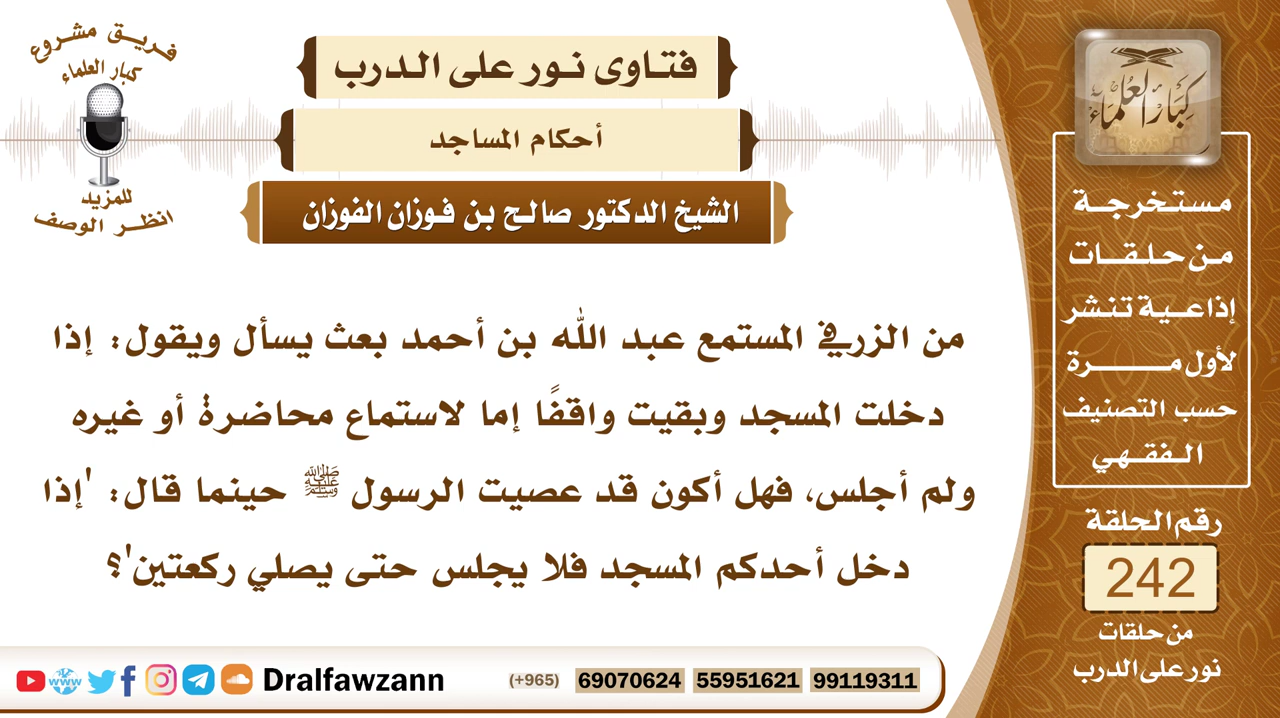 فريق مشروع
كبار العلماء
للمزيد
انظر الوصف
فتاوى نور على الدرب
أحكام المساجد
الشيخ الدكتور صالح بن فوزان الفوزان
من الزرفي المستمع عبد الله بن أحمد بعث يسأل ويقول: إذا
دخلت المسجد وبقيت واقفًا إما لاستماع محاضرة أو غيره
ولم أجلس، فهل أكون قد عصيت الرسول ﷺ حينما قال: 'إذا
دخل أحدكم المسجد فلا يجلس حتى يصلي ركعتين'؟
كبار العلماء
مستخرجة
من حلقات
إذاعية تنشر
لأول مرة
حسب التصنيف
الفقهي
رقم الحلقة
242
من حلقات
نور على الدرب
www Dralfawzann (+965) 69070624 55951621 99119311